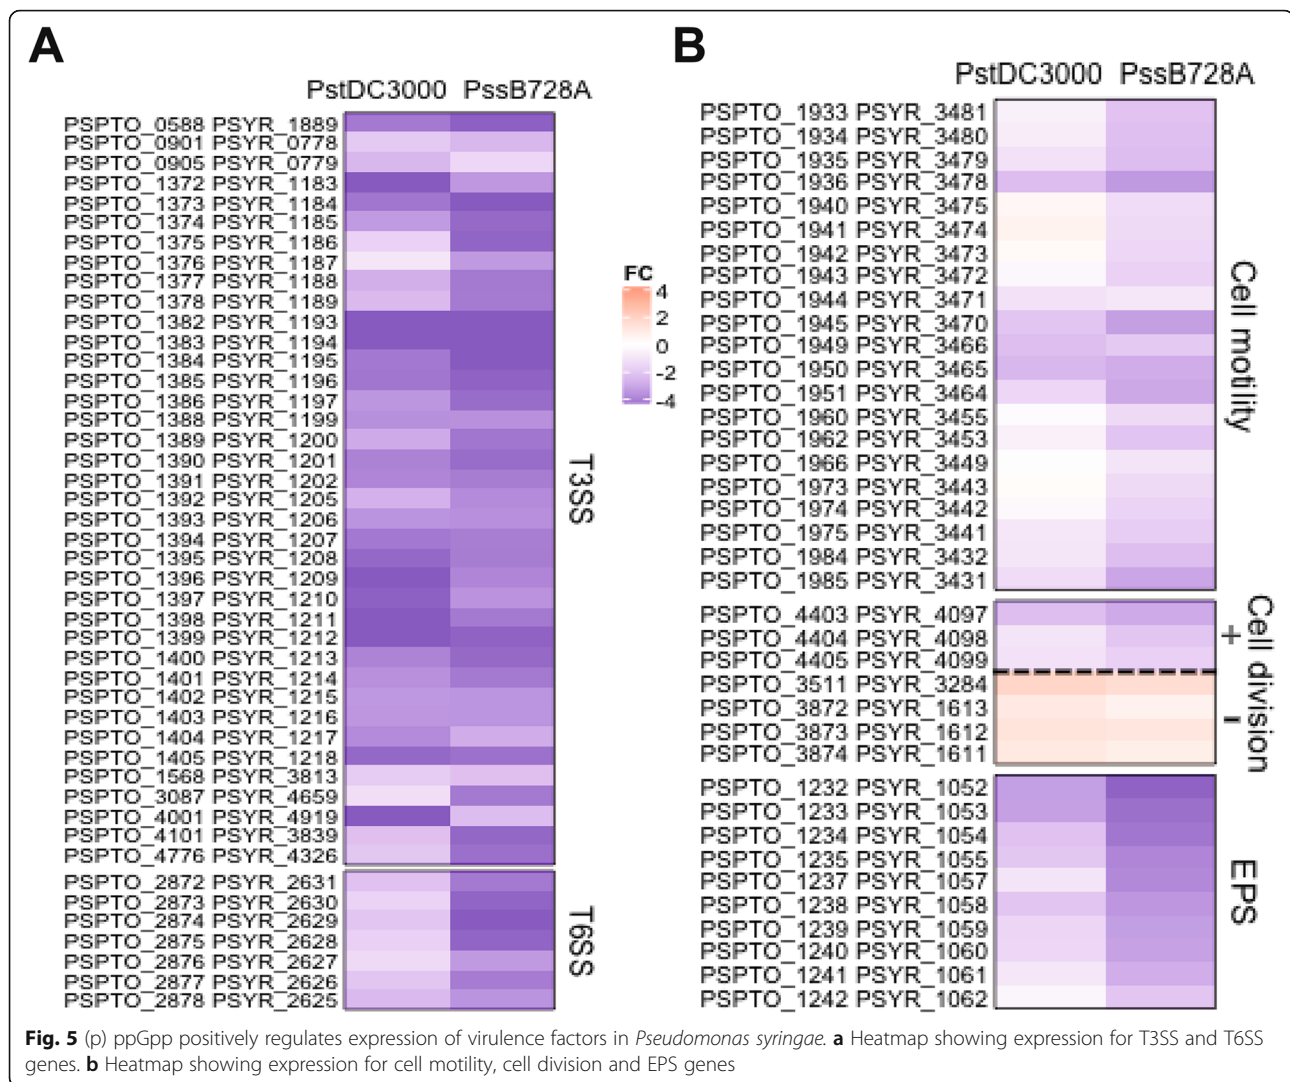 A
PstDC3000 PssB728A
PSPTO_0588 PSYR_1889
PSPTO_0901 PSYR_0778
PSPTO_0905 PSYR_0779
PSPTO_1372 PSYR_1183
PSPTO_1373 PSYR_1184
PSPTO_1374 PSYR_1185
PSPTO_1375 PSYR_1186
PSPTO_1376 PSYR_1187
PSPTO_1377 PSYR_1188
PSPTO_1378 PSYR_1189
PSPTO_1382 PSYR_1193
PSPTO_1383 PSYR_1194
PSPTO_1384 PSYR_1195
PSPTO_1385 PSYR_1196
PSPTO_1386 PSYR_1197
PSPTO_1388 PSYR_1199
PSPTO_1389 PSYR_1200
PSPTO_1390 PSYR_1201
PSPTO_1391 PSYR_1202
PSPTO_1392 PSYR_1205
PSPTO_1393 PSYR_1206
PSPTO_1394 PSYR_1207
PSPTO_1395 PSYR_1208
PSPTO_1396 PSYR_1209
PSPTO_1397 PSYR_1210
PSPTO_1398 PSYR_1211
PSPTO_1399 PSYR_1212
PSPTO_1400 PSYR_1213
PSPTO_1401 PSYR_1214
PSPTO_1402 PSYR_1215
PSPTO_1403 PSYR_1216
PSPTO_1404 PSYR_1217
PSPTO_1405 PSYR_1218
PSPTO_1568 PSYR_3813
PSPTO_3087 PSYR_4659
PSPTO_4001 PSYR_4919
PSPTO_4101 PSYR_3839
PSPTO_4776 PSYR_4326
T3SS
PSPTO_2872 PSYR_2631
PSPTO_2873 PSYR_2630
PSPTO_2874 PSYR_2629
PSPTO_2875 PSYR_2628
PSPTO_2876 PSYR_2627
PSPTO_2877 PSYR_2626
PSPTO_2878 PSYR_2625
T6SS
FC
4
2
0
-2
-4
B
PstDC3000 PssB728A
PSPTO_1933 PSYR_3481
PSPTO_1934 PSYR_3480
PSPTO_1935 PSYR_3479
PSPTO_1936 PSYR_3478
PSPTO_1940 PSYR_3475
PSPTO_1941 PSYR_3474
PSPTO_1942 PSYR_3473
PSPTO_1943 PSYR_3472
PSPTO_1944 PSYR_3471
PSPTO_1945 PSYR_3470
PSPTO_1949 PSYR_3466
PSPTO_1950 PSYR_3465
PSPTO_1951 PSYR_3464
PSPTO_1960 PSYR_3455
PSPTO_1962 PSYR_3453
PSPTO_1966 PSYR_3449
PSPTO_1973 PSYR_3443
PSPTO_1974 PSYR_3442
PSPTO_1975 PSYR_3441
PSPTO_1984 PSYR_3432
PSPTO_1985 PSYR_3431
Cell motility
PSPTO_4403 PSYR_4097
PSPTO_4404 PSYR_4098
PSPTO_4405 PSYR_4099
PSPTO_3511 PSYR_3284
PSPTO_3872 PSYR_1613
PSPTO_3873 PSYR_1612
PSPTO_3874 PSYR_1611
+
-
Cell division
PSPTO_1232 PSYR_1052
PSPTO_1233 PSYR_1053
PSPTO_1234 PSYR_1054
PSPTO_1235 PSYR_1055
PSPTO_1237 PSYR_1057
PSPTO_1238 PSYR_1058
PSPTO_1239 PSYR_1059
PSPTO_1240 PSYR_1060
PSPTO_1241 PSYR_1061
PSPTO_1242 PSYR_1062
EPS
Fig. 5 (p) ppGpp positively regulates expression of virulence factors in Pseudomonas syringae. a Heatmap showing expression for T3SS and T6SS
genes. b Heatmap showing expression for cell motility, cell division and EPS genes